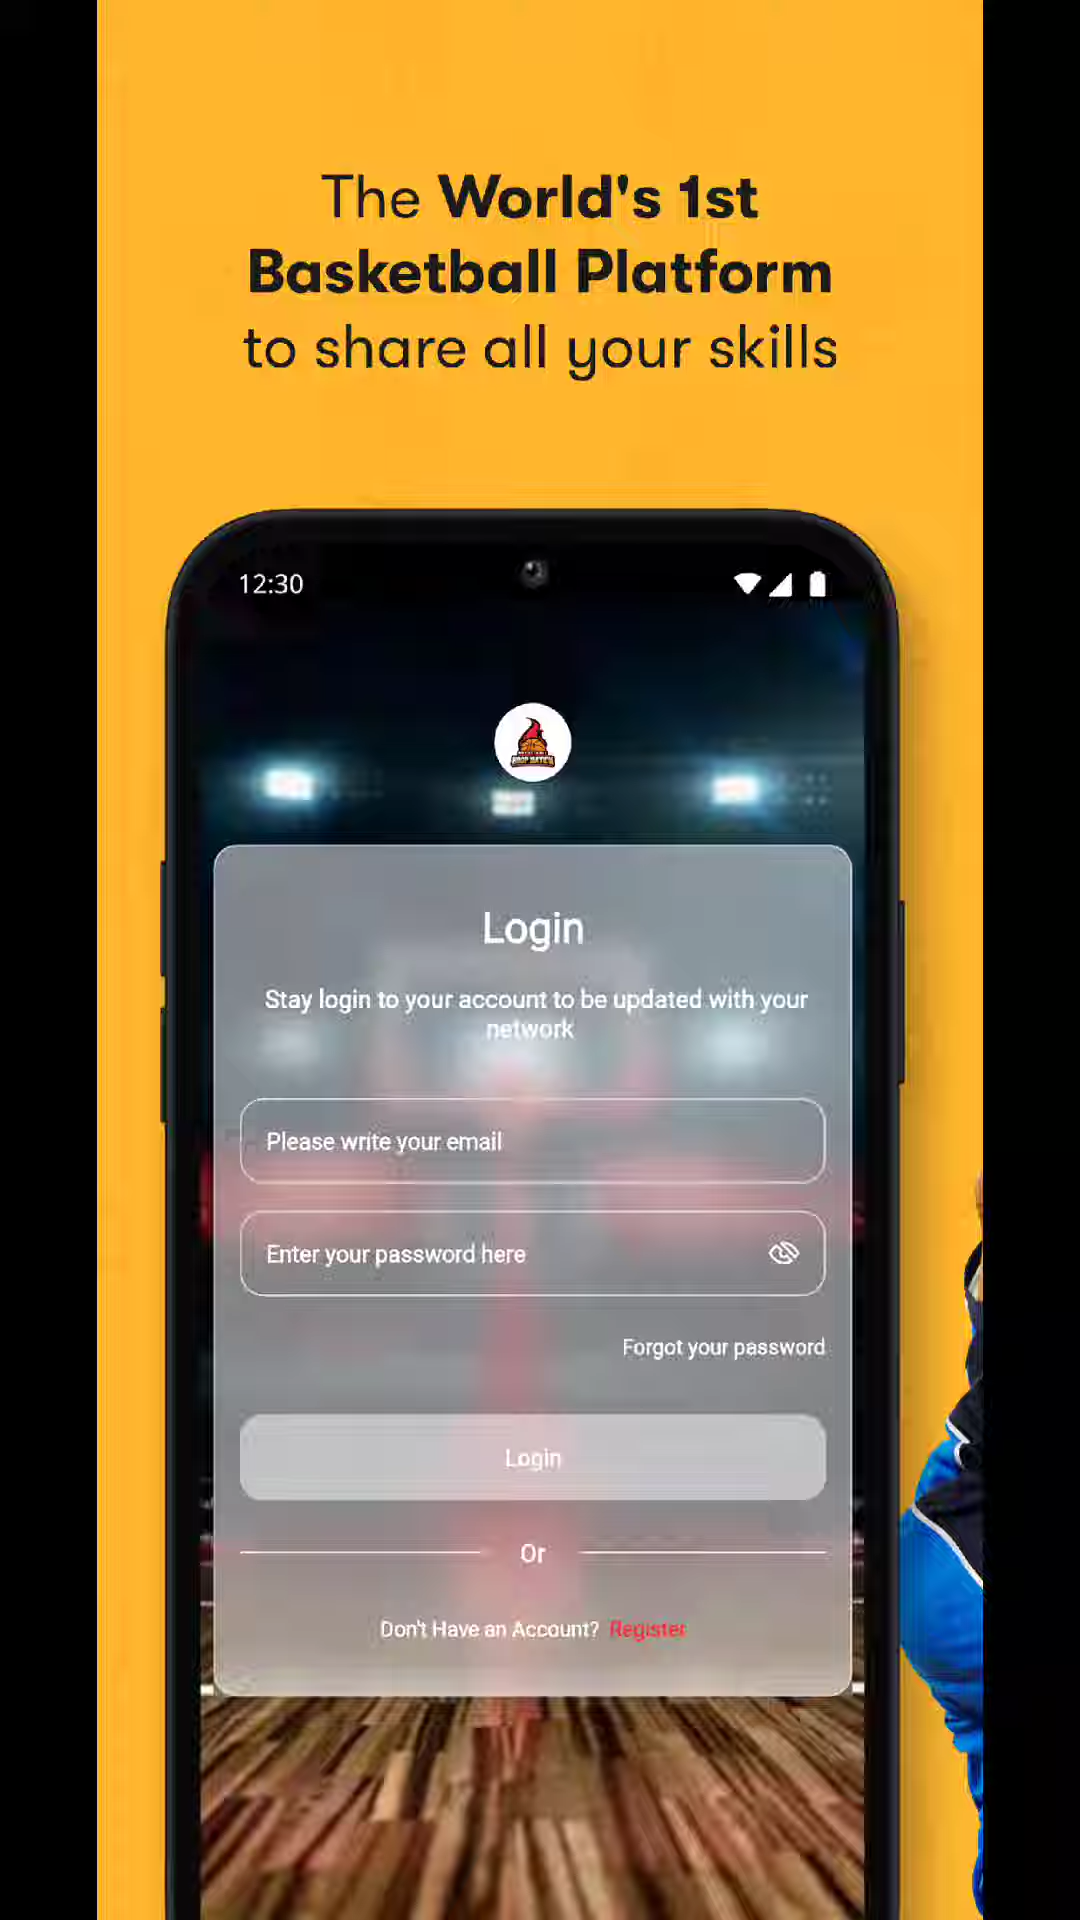 The World's 1st
Basketball Platform
to share all your skills
12:30
Login
Stay login to your account to be updated with your
network
Please write your email
Enter your password here
Forgot your password
Login
Or
Don't Have an Account? Register